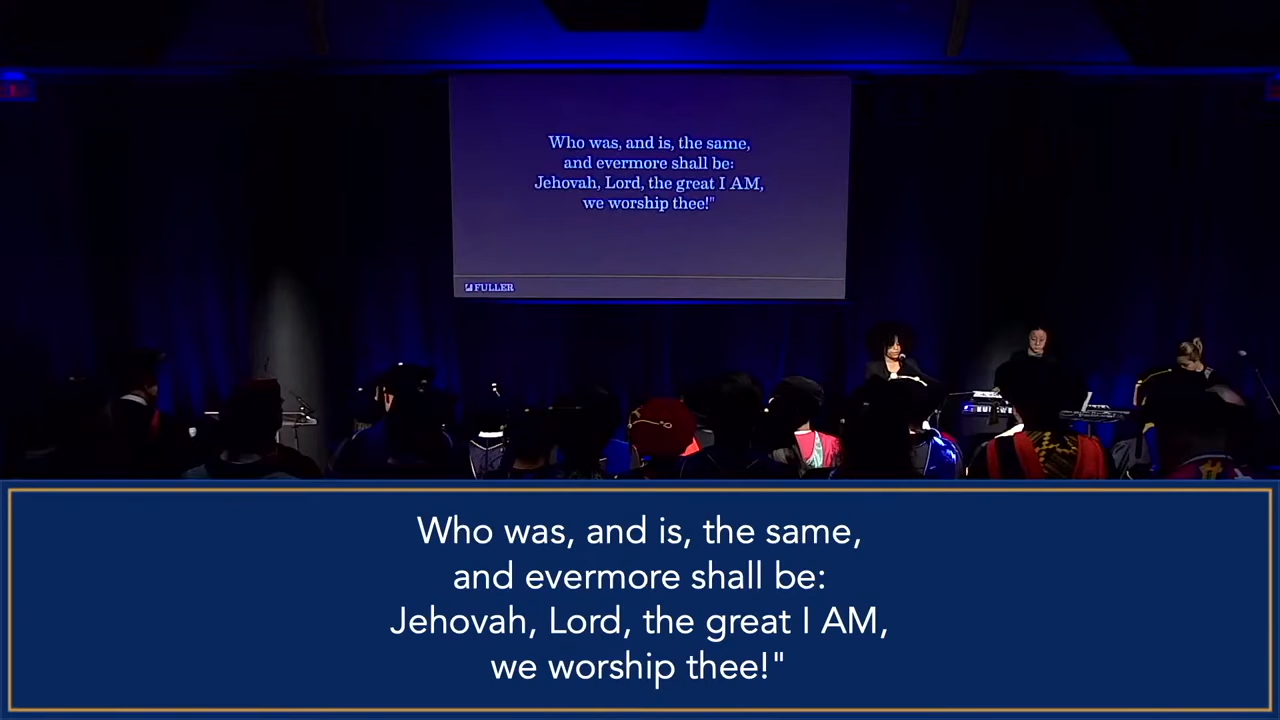 Who was, and is, the same,
and evermore shall be:
Jehovah, Lord, the great I AM,
we worship thee!"
FULLER
Who was, and is, the same,
and evermore shall be:
Jehovah, Lord, the great I AM,
we worship thee!"